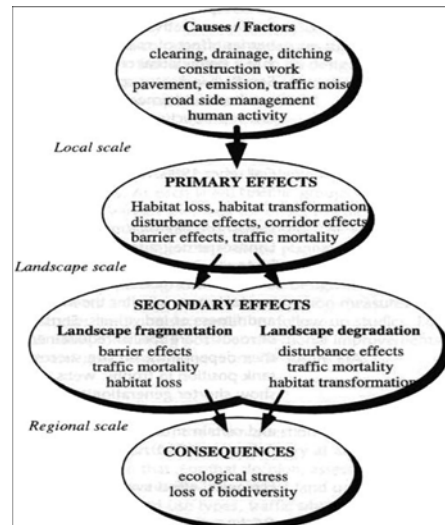 Causes / Factors
clearing, drainage, ditching
construction work
pavement, emission, traffic noise
road side management
human activity
Local scale
PRIMARY EFFECTS
Habitat loss, habitat transformation
disturbance effects, corridor effects
barrier effects, traffic mortality
Landscape scale
SECONDARY EFFECTS
Landscape fragmentation
barrier effects
traffic mortality
habitat loss
Landscape degradation
disturbance effects
traffic mortality
habitat transformation
Regional scale
CONSEQUENCES
ecological stress
loss of biodiversity